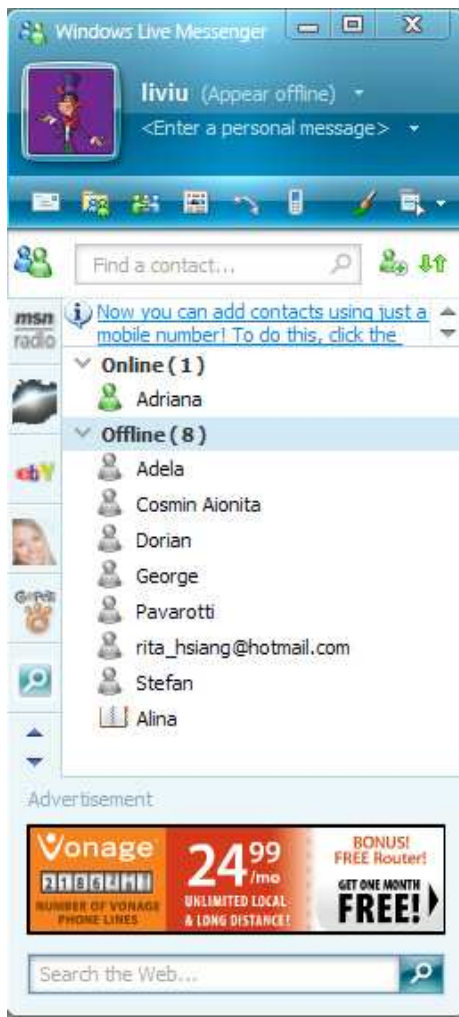 Windows Live Messenger
liviu (Appear offline)
<Enter a personal message>
Find a contact...
msn
radio
Now you can add contacts using just a
mobile number! To do this, click the
Online ( 1 )
Adriana
Offline ( 8 )
Adela
ebY
Cosmin Aionita
Dorian
George
Pavarotti
rita_hsiang@hotmail.com
Stefan
Alina
Advertisement
Vonage
NUMBER OF VONAGE
PHONE LINES
24 99
/mo
UNLIMITED LOCAL
& LONG DISTANCE!
BONUS!
FREE Router!
GET ONE MONTH
FREE!
Search the Web...